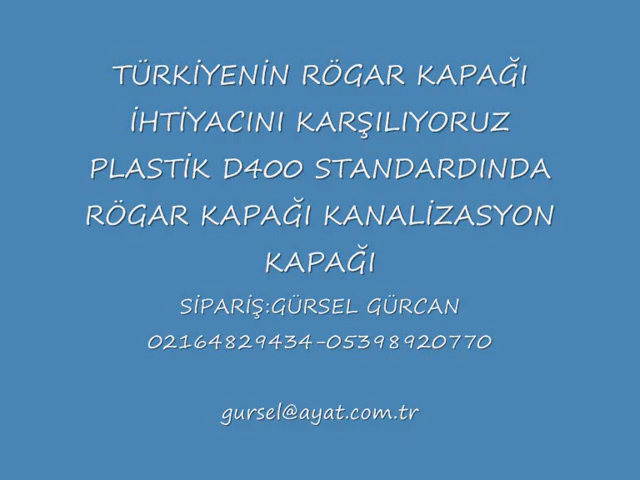 TÜRKİYENİN RÖGAR KAPAĞI
İHTİYACINI KARŞILIYORUZ
PLASTİK D400 STANDARDINDA
RÖGAR KAPAĞI KANALİZASYON
KAPAĞI
SİPARİŞ:GÜRSEL GÜRCAN
02164829434-05398920770
gursel@ayat.com.tr